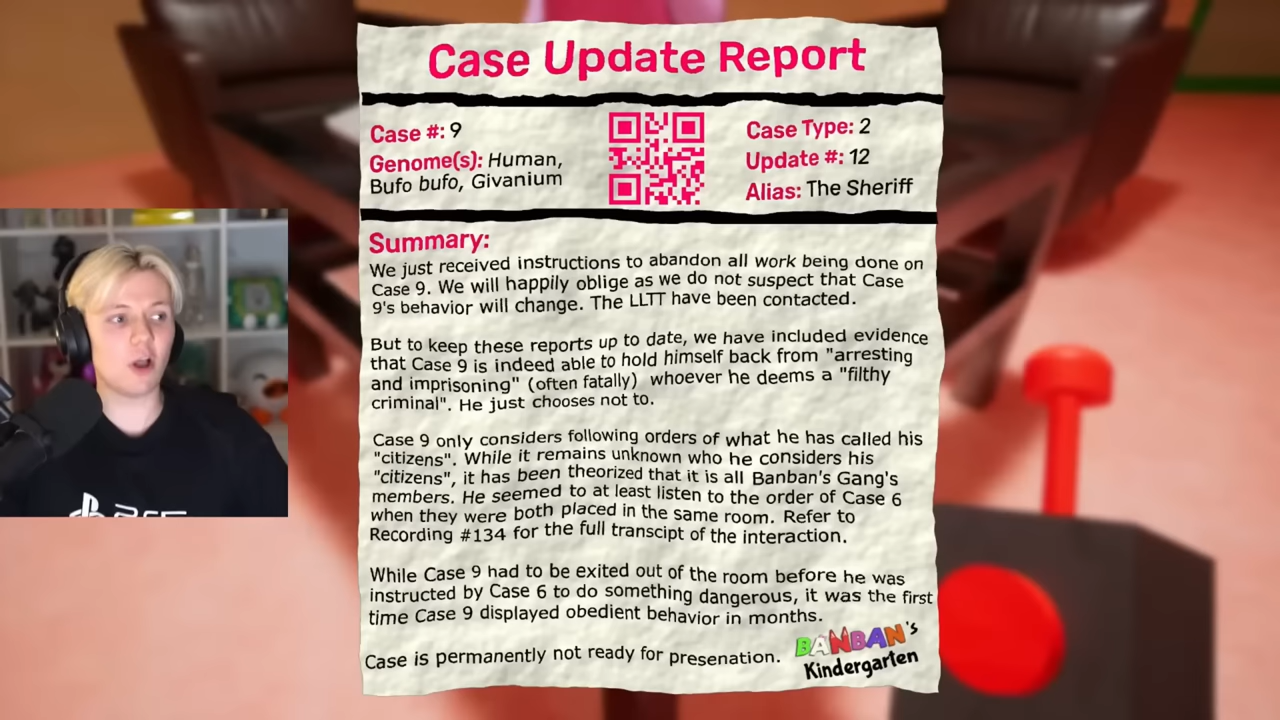 Case Update Report
Case #: 9
Genome(s): Human,
Bufo bufo, Givanium
Case Type: 2
Update #: 12
Alias: The Sheriff
Summary:
We just received instructions to abandon all work being done on
Case 9. We will happily oblige as we do not suspect that Case
9's behavior will change. The LLTT have been contacted.
But to keep these reports up to date, we have included evidence
that Case 9 is indeed able to hold himself back from "arresting
and imprisoning" (often fatally) whoever he deems a "filthy
criminal". He just chooses not to.
Case 9 only considers following orders of what he has called his
"citizens". While it remains unknown who he considers his
"citizens", it has been theorized that it is all Banban's Gang's
members. He seemed to at least listen to the order of Case 6
when they were both placed in the same room. Refer to
Recording #134 for the full transcipt of the interaction.
While Case 9 had to be exited out of the room before he was
instructed by Case 6 to do something dangerous, it was the first
time Case 9 displayed obedient behavior in months.
Case is permanently not ready for presenation.
BANBAN's
Kindergarten